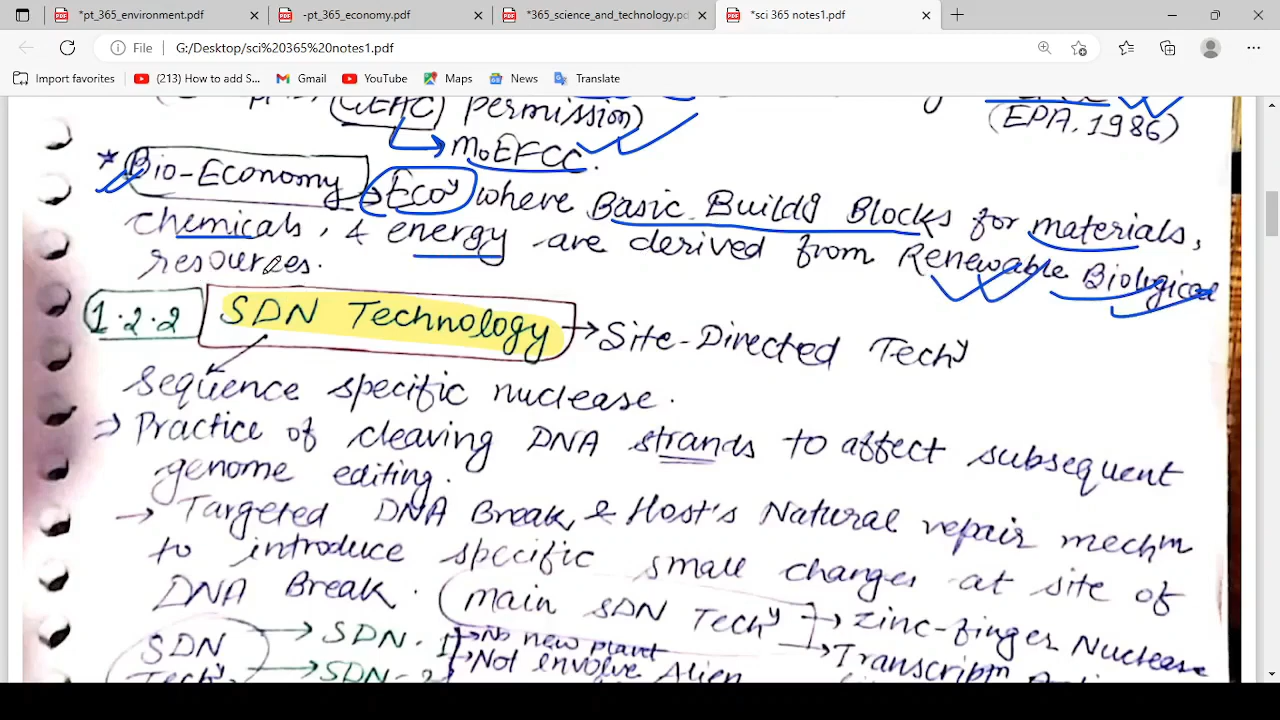 *pt_365_environment.pdf
-pt_365_economy.pdf
*365_science_and_technology.pd
*sci 365 notes1.pdf
File
G:/Desktop/sci%20365%20notes1.pdf
Import favorites
(213) How to add S...
Gmail
YouTube
Maps
News
Translate
(GEAC) permission)
(EPA, 1986)
MoEFCC.
* Bio-Economy → Ecoy where Basic Buildg Blocks for materials,
chemicals, & energy are derived from Renewable Biological
resources.
1.2.2 SDN Technology → Site-Directed Techy
sequence specific nuclease.
→ Practice of cleaving DNA strands to affect subsequent
genome editing.
→ Targeted DNA Break, & Host's Natural repair mechm
to introduce specific small changes at site of
DNA Break.
main SDN Techy → Zinc-finger Nuclease
SDN → SDN-1 → No new plant
→ Transcriptn
Techy → SDN-2 → Not involve Alien